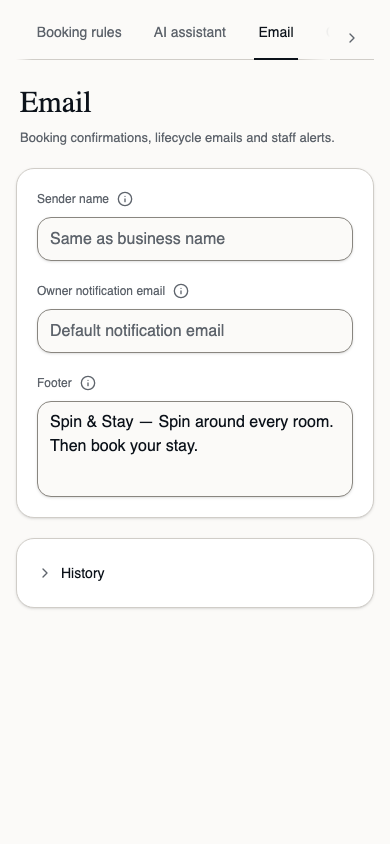 Booking rules
AI assistant
Email
Email
Booking confirmations, lifecycle emails and staff alerts.
Sender name
Same as business name
Owner notification email
Default notification email
Footer
Spin & Stay — Spin around every room.
Then book your stay.
History